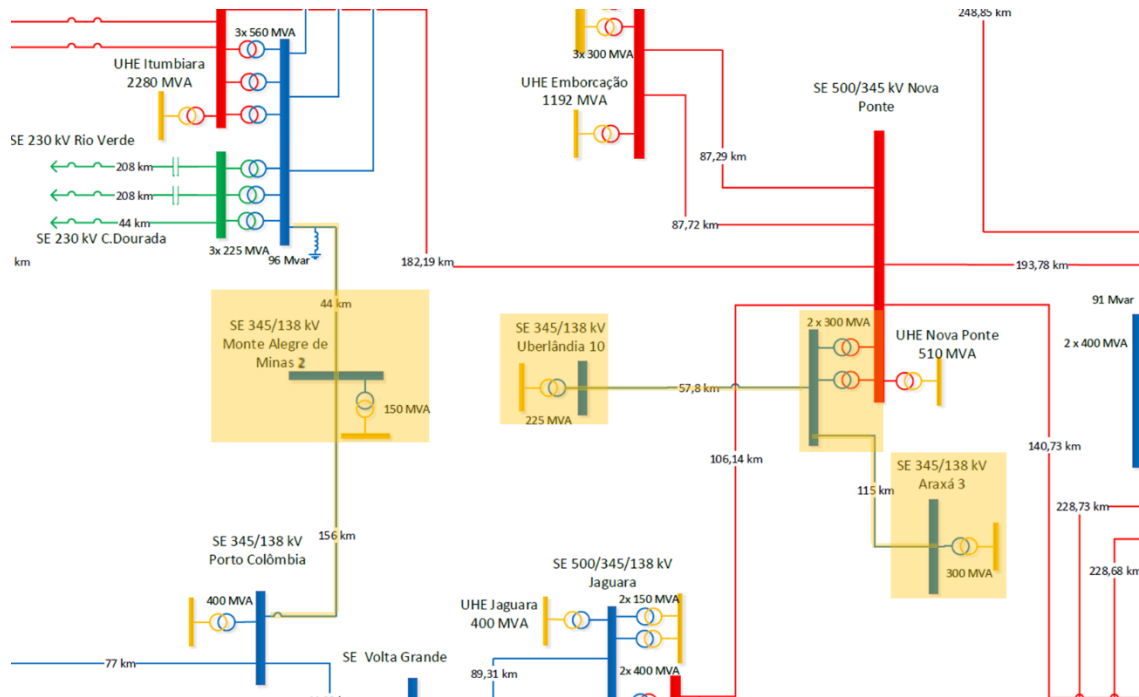 248,85 km
3x 560 MVA
UHE Itumbiara
2280 MVA
3x 300 MVA
UHE Emborcação
1192 MVA
SE 500/345 kV Nova
Ponte
SE 230 kV Rio Verde
208 km
208 km
44 km
SE 230 kV C.Dourada
3x 225 MVA
96 Mvar
km
87,29 km
87,72 km
182,19 km
193,78 km
44 km
SE 345/138 kV
Monte Alegre de
Minas 2
150 MVA
SE 345/138 kV
Uberlândia 10
225 MVA
57,8 km
2 x 300 MVA
UHE Nova Ponte
510 MVA
91 Mvar
2 x 400 MVA
106,14 km
140,73 km
115 km
SE 345/138 kV
Araxá 3
300 MVA
228,73 km
228,68 km
156 km
SE 345/138 kV
Porto Colômbia
400 MVA
77 km
SE Volta Grande
SE 500/345/138 kV
Jaguara
UHE Jaguara
400 MVA
2x 150 MVA
89,31 km
2x 400 MVA